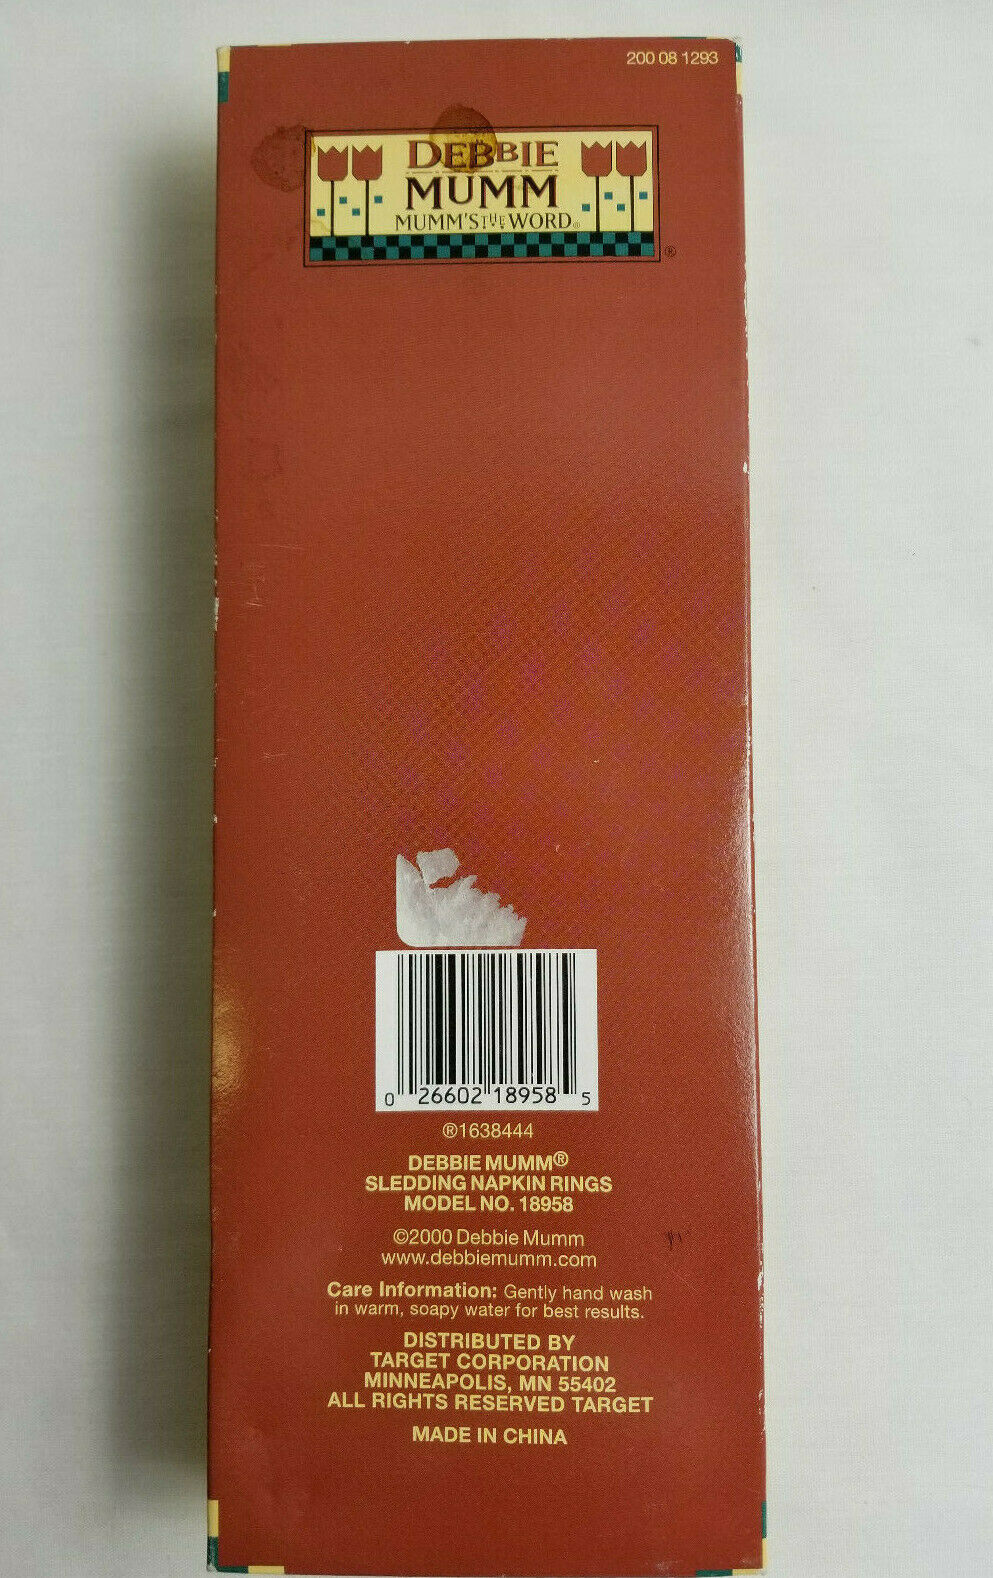 200 08 1293
DEBBIE
MUMM
MUMM'S THE WORD®
®
0 26602 18958 5
®1638444
DEBBIE MUMM®
SLEDDING NAPKIN RINGS
MODEL NO. 18958
©2000 Debbie Mumm
www.debbiemumm.com
Care Information: Gently hand wash
in warm, soapy water for best results.
DISTRIBUTED BY
TARGET CORPORATION
MINNEAPOLIS, MN 55402
ALL RIGHTS RESERVED TARGET
MADE IN CHINA